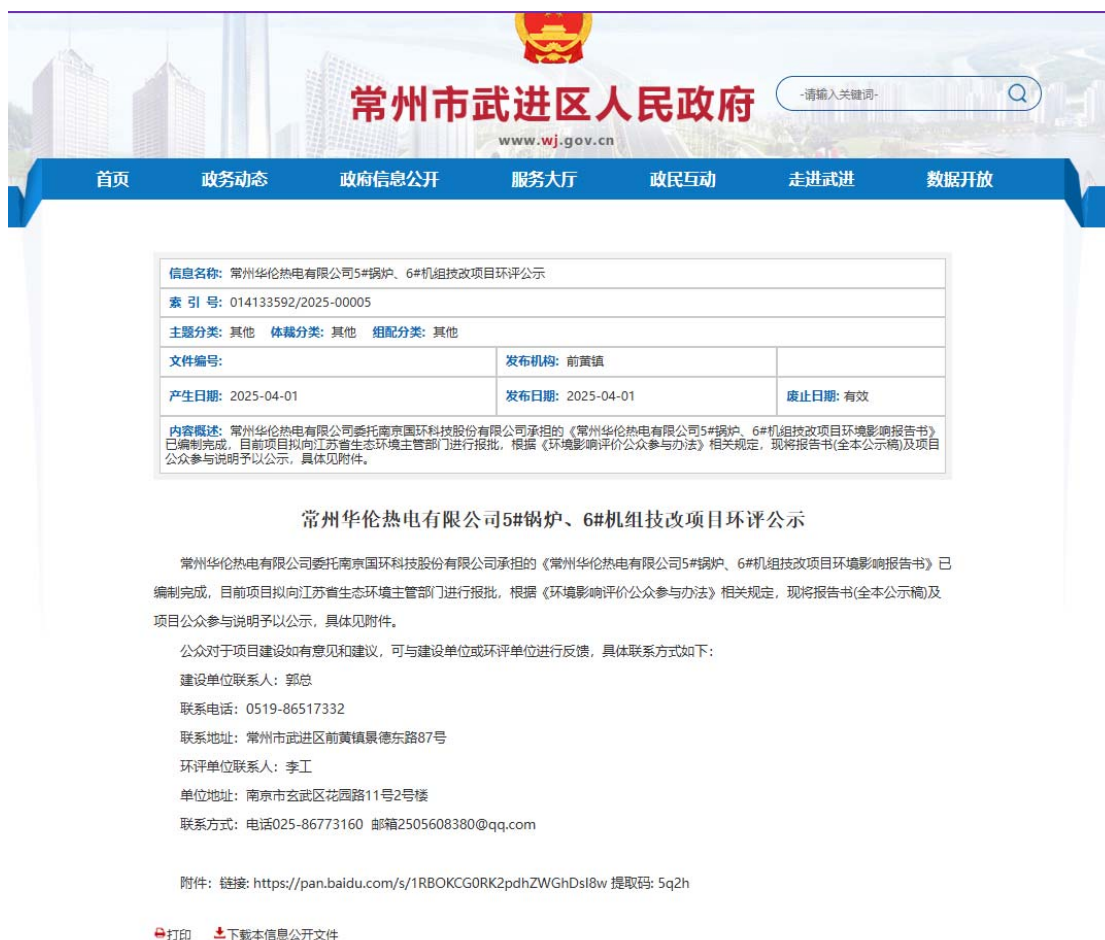 常州市武进区人民政府
www.wj.gov.cn
-请输入关键词-
首页 政务动态 政府信息公开 服务大厅 政民互动 走进武进 数据开放
信息名称: 常州华伦热电有限公司5#锅炉、6#机组技改项目环评公示
索 引 号: 014133592/2025-00005
主题分类: 其他 体裁分类: 其他 组配分类: 其他
文件编号: 发布机构: 前黄镇
产生日期: 2025-04-01 发布日期: 2025-04-01 废止日期: 有效
内容概述: 常州华伦热电有限公司委托南京国环科技股份有限公司承担的《常州华伦热电有限公司5#锅炉、6#机组技改项目环境影响报告书》
已编制完成，目前项目拟向江苏省生态环境主管部门进行报批，根据《环境影响评价公众参与办法》相关规定，现将报告书(全本公示稿)及项目
公众参与说明予以公示，具体见附件。
常州华伦热电有限公司5#锅炉、6#机组技改项目环评公示
常州华伦热电有限公司委托南京国环科技股份有限公司承担的《常州华伦热电有限公司5#锅炉、6#机组技改项目环境影响报告书》已
编制完成，目前项目拟向江苏省生态环境主管部门进行报批，根据《环境影响评价公众参与办法》相关规定，现将报告书(全本公示稿)及
项目公众参与说明予以公示，具体见附件。
公众对于项目建设如有意见和建议，可与建设单位或环评单位进行反馈，具体联系方式如下：
建设单位联系人：郭总
联系电话：0519-86517332
联系地址：常州市武进区前黄镇景德东路87号
环评单位联系人：李工
单位地址：南京市玄武区花园路11号2号楼
联系方式：电话025-86773160 邮箱2505608380@qq.com
附件：链接: https://pan.baidu.com/s/1RBOKCG0RK2pdhZWGhDsI8w 提取码: 5q2h
打印 下载本信息公开文件